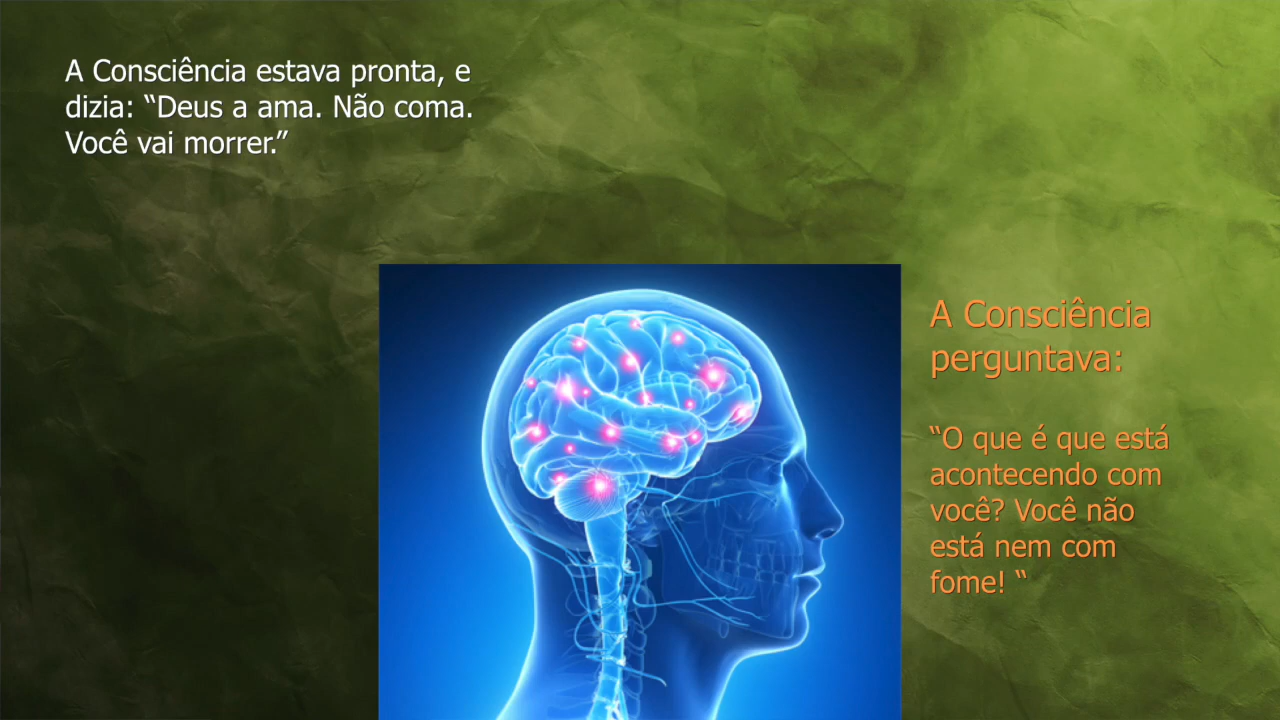 A Consciência estava pronta, e
dizia: “Deus a ama. Não coma.
Você vai morrer.”
A Consciência
perguntava:
“O que é que está
acontecendo com
você? Você não
está nem com
fome! “